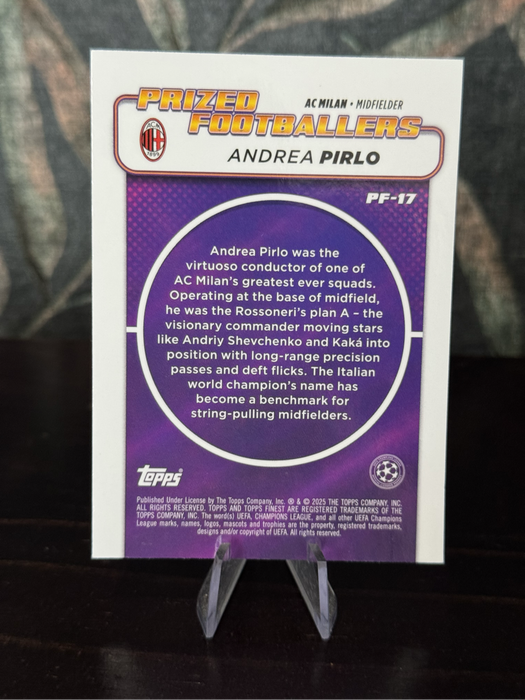 PRIZED
FOOTBALLERS
AC MILAN • MIDFIELDER
ACM
1899
ANDREA PIRLO
PF-17
Andrea Pirlo was the
virtuoso conductor of one of
AC Milan's greatest ever squads.
Operating at the base of midfield,
he was the Rossoneri's plan A – the
visionary commander moving stars
like Andriy Shevchenko and Kaká into
position with long-range precision
passes and deft flicks. The Italian
world champion's name has
become a benchmark for
string-pulling midfielders.
topps
Published Under License by The Topps Company, Inc. ® & © 2025 THE TOPPS COMPANY, INC.
ALL RIGHTS RESERVED. TOPPS AND TOPPS FINEST ARE REGISTERED TRADEMARKS OF THE
TOPPS COMPANY, INC. The word(s) UEFA, CHAMPIONS LEAGUE, and all other UEFA Champions
League marks, names, logos, mascots and trophies are the property, registered trademarks,
designs and/or copyright of UEFA. All rights reserved.